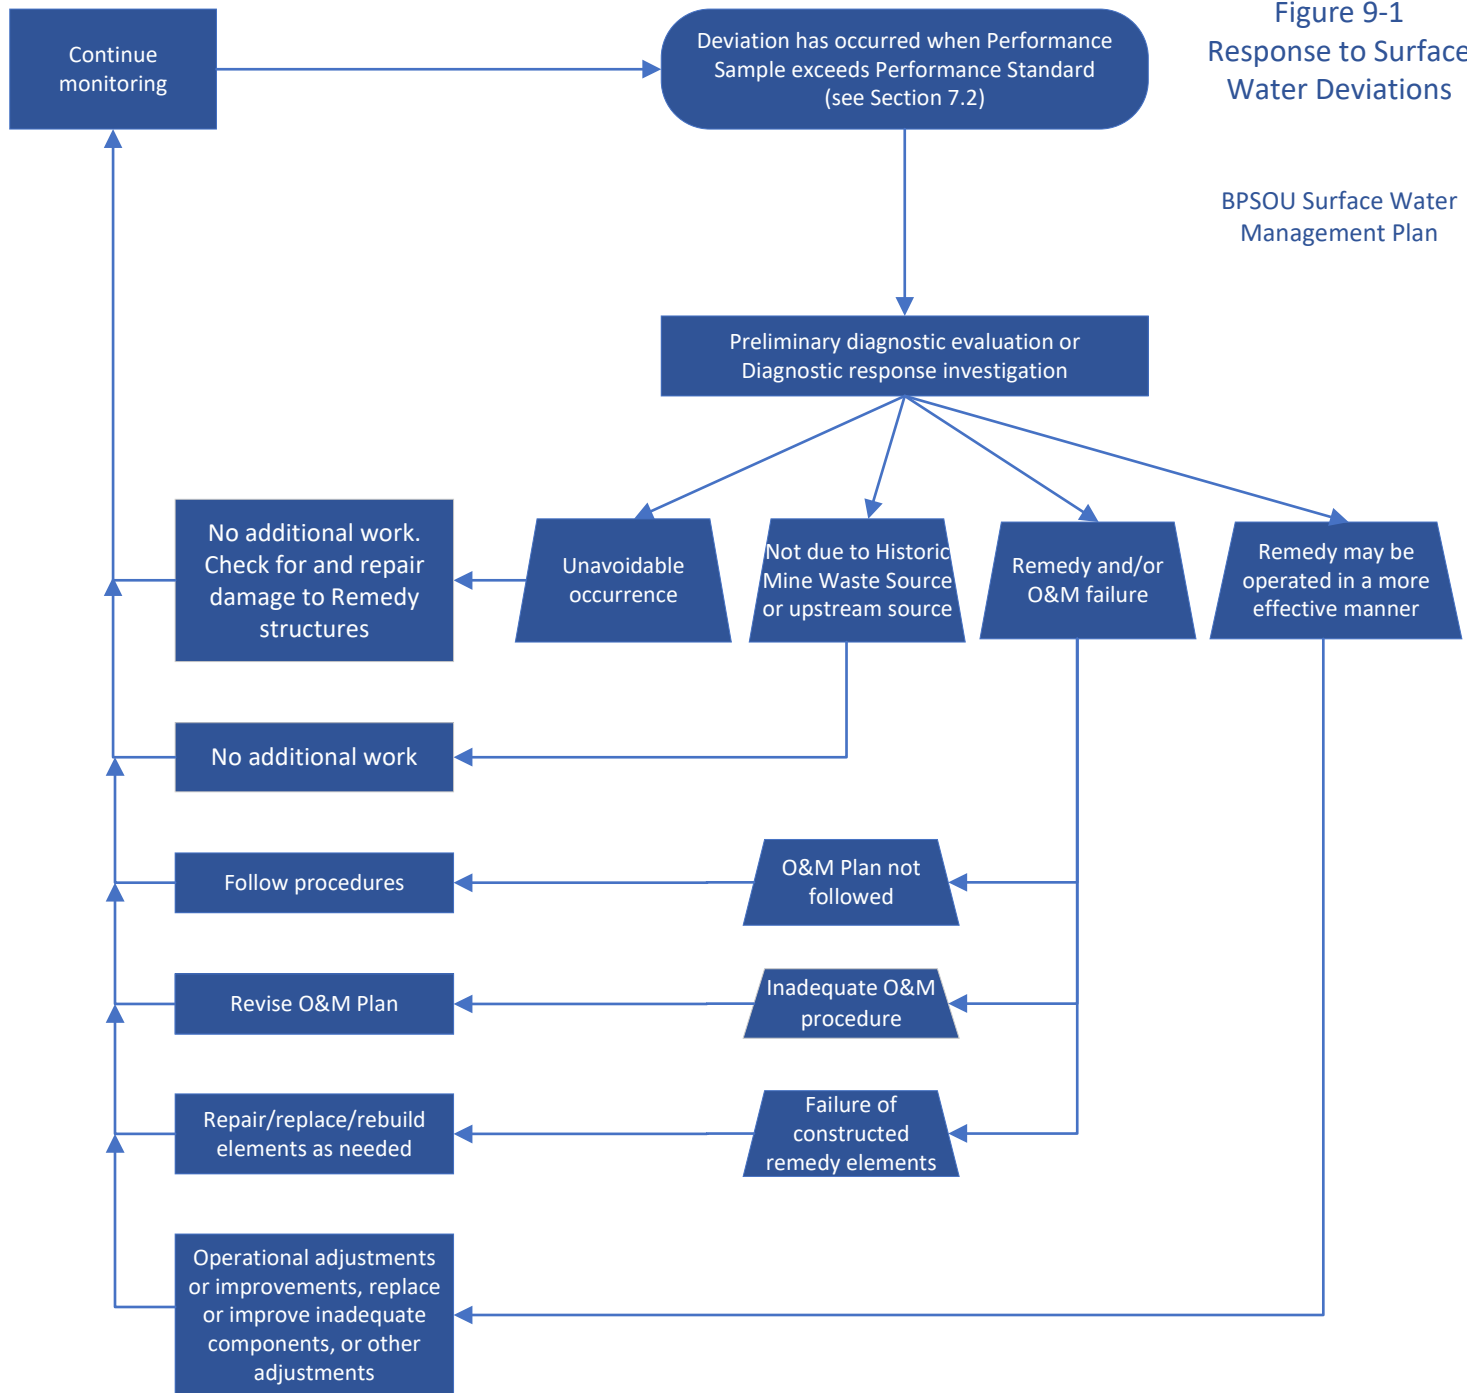 Figure 9-1
Response to Surface
Water Deviations
BPSOU Surface Water
Management Plan
Continue
monitoring
Deviation has occurred when Performance
Sample exceeds Performance Standard
(see Section 7.2)
Preliminary diagnostic evaluation or
Diagnostic response investigation
No additional work.
Check for and repair
damage to Remedy
structures
Unavoidable
occurrence
Not due to Historic
Mine Waste Source
or upstream source
Remedy and/or
O&M failure
Remedy may be
operated in a more
effective manner
No additional work
Follow procedures
O&M Plan not
followed
Revise O&M Plan
Inadequate O&M
procedure
Repair/replace/rebuild
elements as needed
Failure of
constructed
remedy elements
Operational adjustments
or improvements, replace
or improve inadequate
components, or other
adjustments